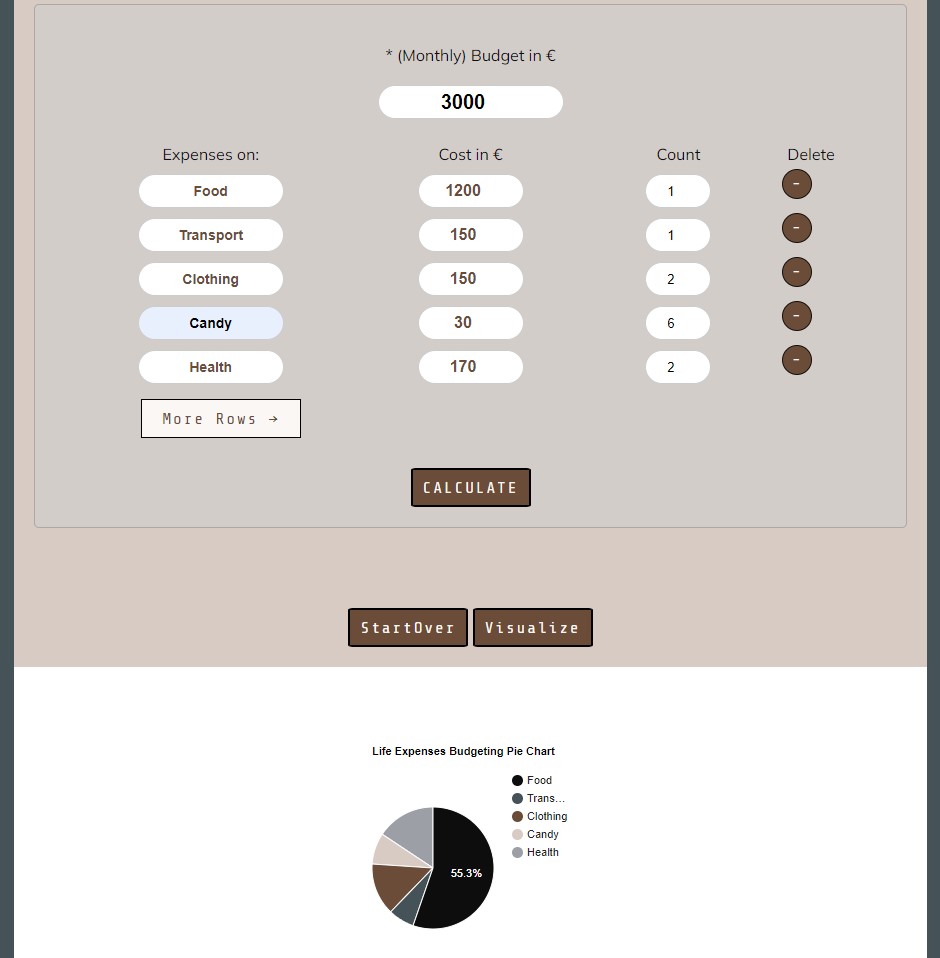 * (Monthly) Budget in €
3000
Expenses on: Cost in € Count Delete
Food 1200 1 -
Transport 150 1 -
Clothing 150 2 -
Candy 30 6 -
Health 170 2 -
More Rows →
CALCULATE
StartOver Visualize
Life Expenses Budgeting Pie Chart
Food
Trans...
Clothing
Candy
Health
55.3%